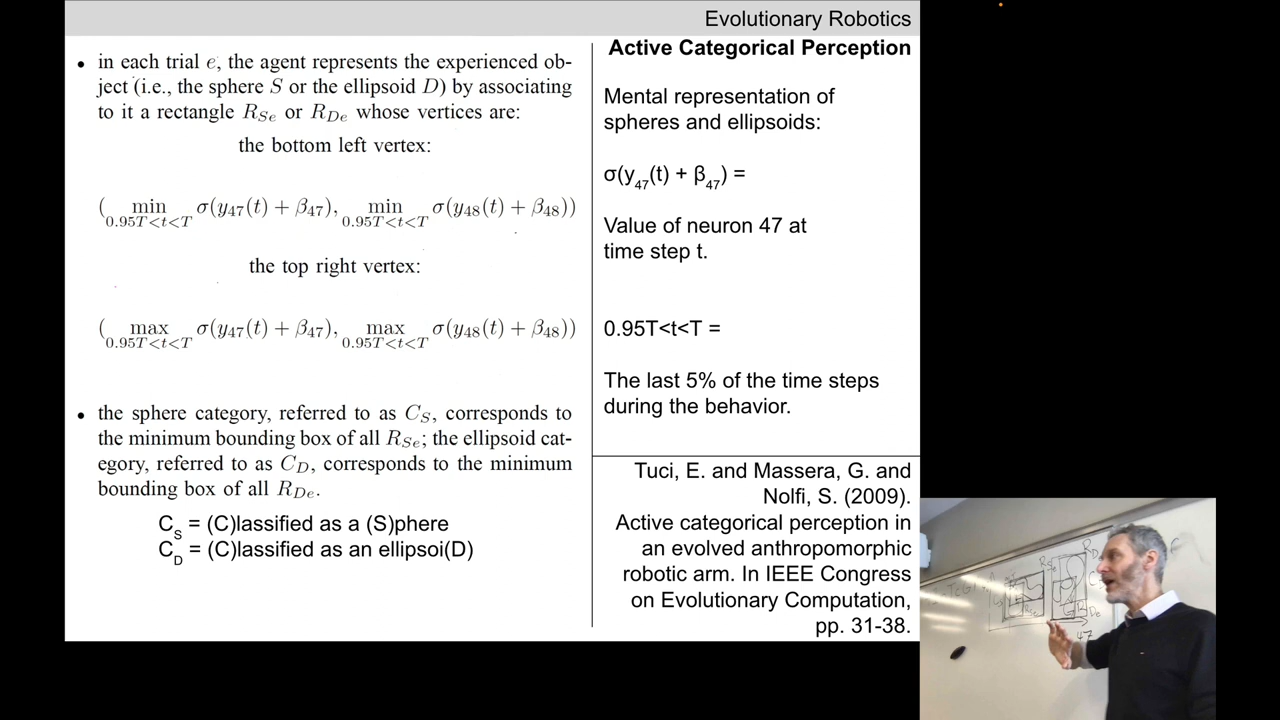 Evolutionary Robotics
• in each trial e, the agent represents the experienced ob-
ject (i.e., the sphere S or the ellipsoid D) by associating
to it a rectangle R_Se or R_De whose vertices are:
the bottom left vertex:
( min σ(y47(t) + β47), min σ(y48(t) + β48))
0.95T<t<T 0.95T<t<T
the top right vertex:
( max σ(y47(t) + β47), max σ(y48(t) + β48))
0.95T<t<T 0.95T<t<T
• the sphere category, referred to as C_S, corresponds to
the minimum bounding box of all R_Se; the ellipsoid cat-
egory, referred to as C_D, corresponds to the minimum
bounding box of all R_De.
C_S = (C)lassified as a (S)phere
C_D = (C)lassified as an ellipsoi(D)
Active Categorical Perception
Mental representation of
spheres and ellipsoids:
σ(y47(t) + β47) =
Value of neuron 47 at
time step t.
0.95T<t<T =
The last 5% of the time steps
during the behavior.
Tuci, E. and Massera, G. and
Nolfi, S. (2009).
Active categorical perception in
an evolved anthropomorphic
robotic arm. In IEEE Congress
on Evolutionary Computation,
pp. 31-38.
47